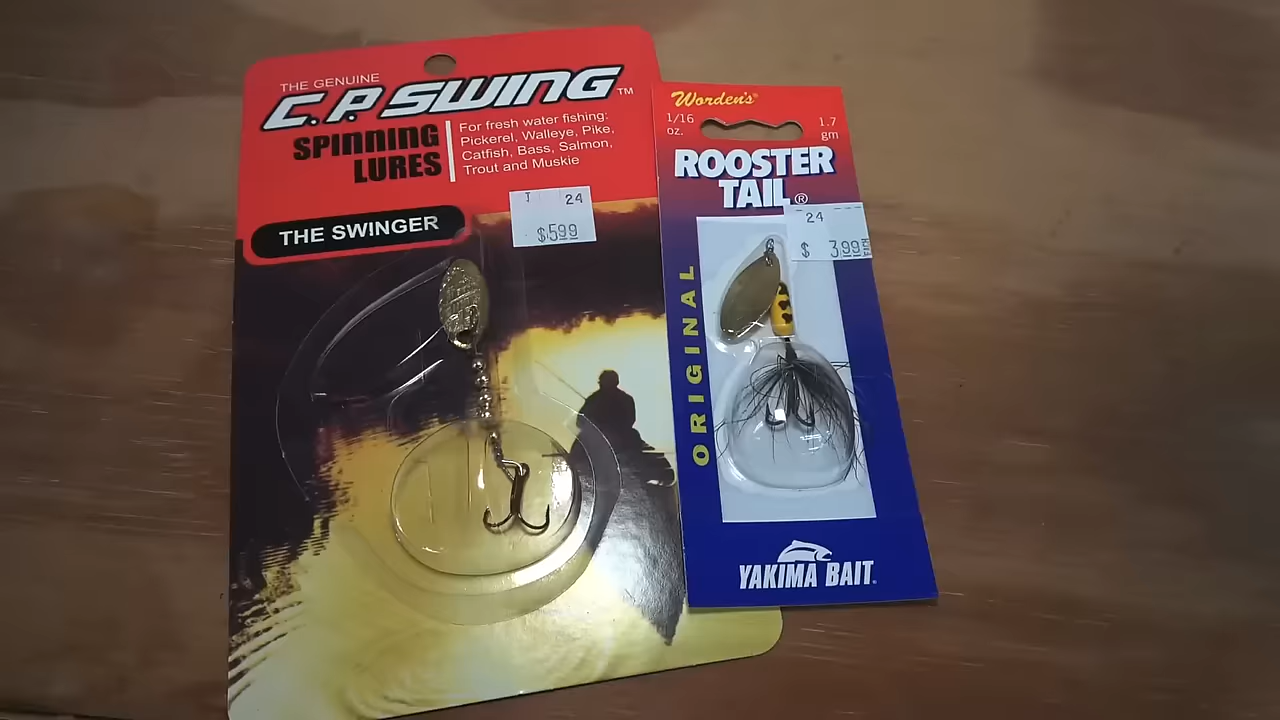 THE GENUINE
C.P. SWING™
SPINNING
LURES
For fresh water fishing:
Pickerel, Walleye, Pike,
Catfish, Bass, Salmon,
Trout and Muskie
THE SWINGER
T 24
$5.99
Worden's®
1/16
oz.
1.7
gm
ROOSTER
TAIL®
24
$ 3.99
ORIGINAL
YAKIMA BAIT®